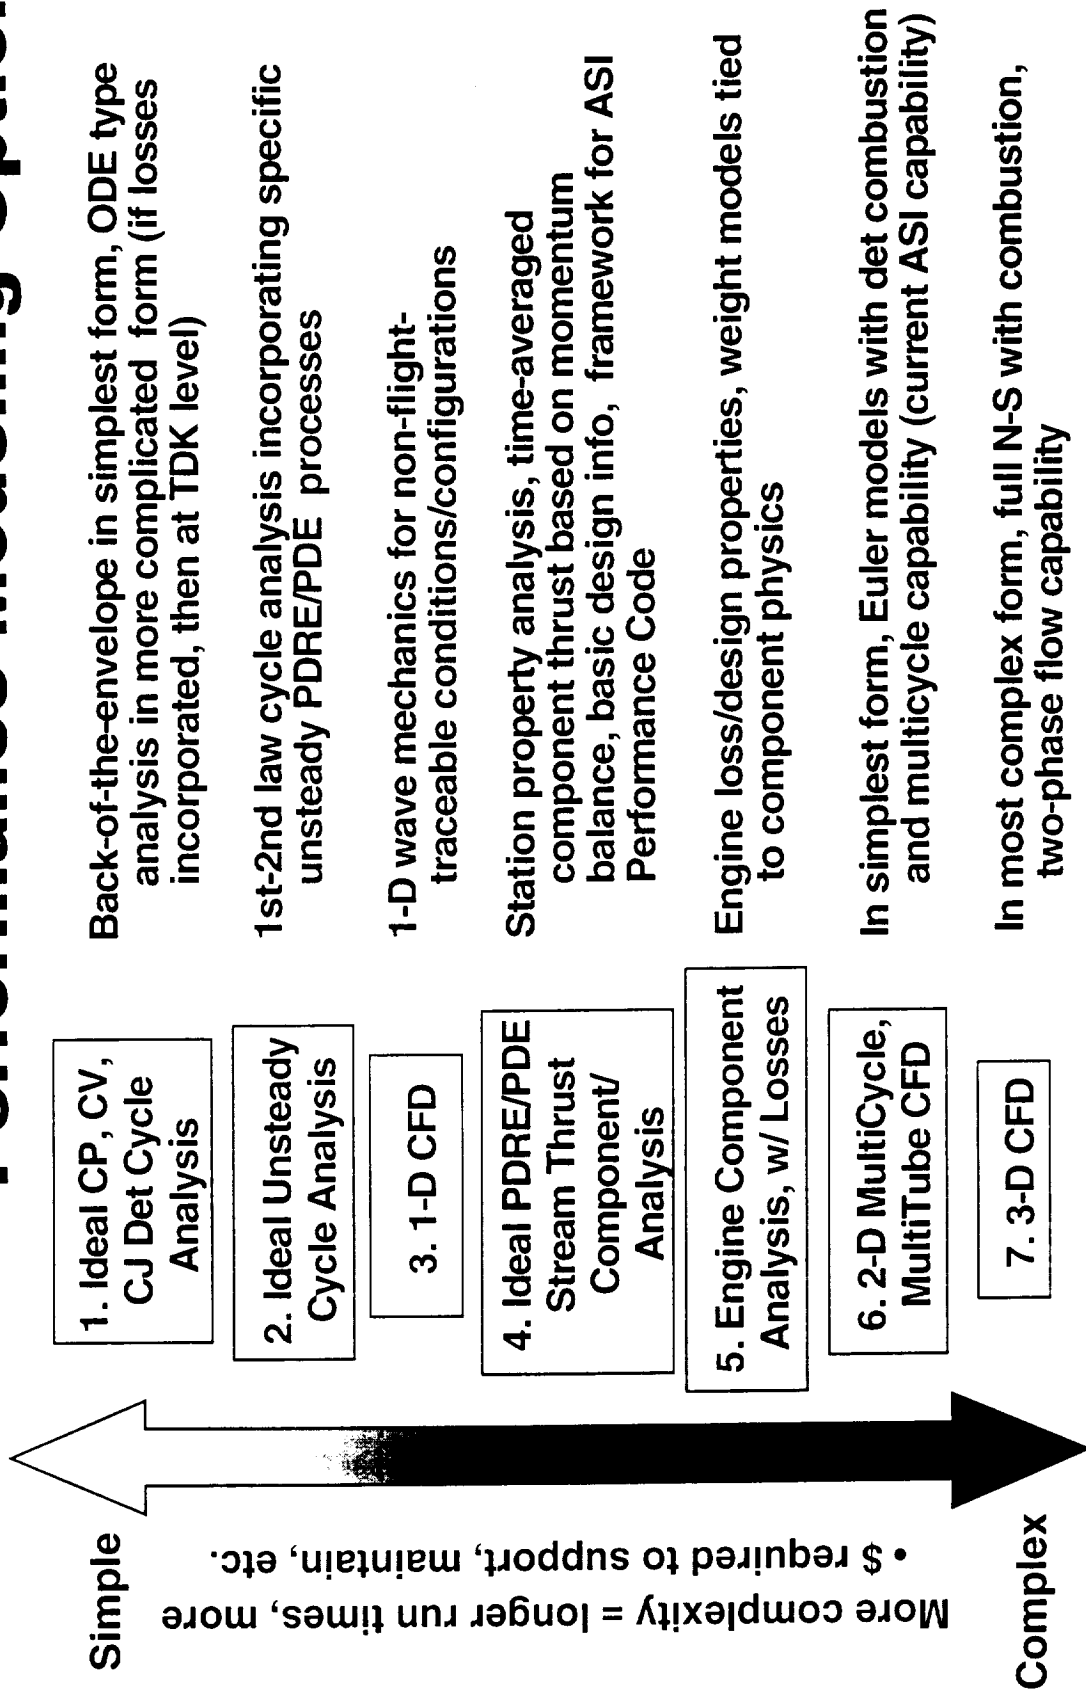 Performance Modeling
Simple
More complexity = longer run times, more
• $ required to support, maintain, etc.
Complex
1. Ideal CP, CV,
CJ Det Cycle
Analysis
Back-of-the-envelope in simplest form, ODE type
analysis in more complicated form (if losses
incorporated, then at TDK level)
2. Ideal Unsteady
Cycle Analysis
1st-2nd law cycle analysis incorporating specific
unsteady PDRE/PDE processes
3. 1-D CFD
1-D wave mechanics for non-flight-
traceable conditions/configurations
4. Ideal PDRE/PDE
Stream Thrust
Component/
Analysis
Station property analysis, time-averaged
component thrust based on momentum
balance, basic design info, framework for ASI
Performance Code
5. Engine Component
Analysis, w/ Losses
Engine loss/design properties, weight models tied
to component physics
6. 2-D MultiCycle,
MultiTube CFD
In simplest form, Euler models with det combustion
and multicycle capability (current ASI capability)
7. 3-D CFD
In most complex form, full N-S with combustion,
two-phase flow capability